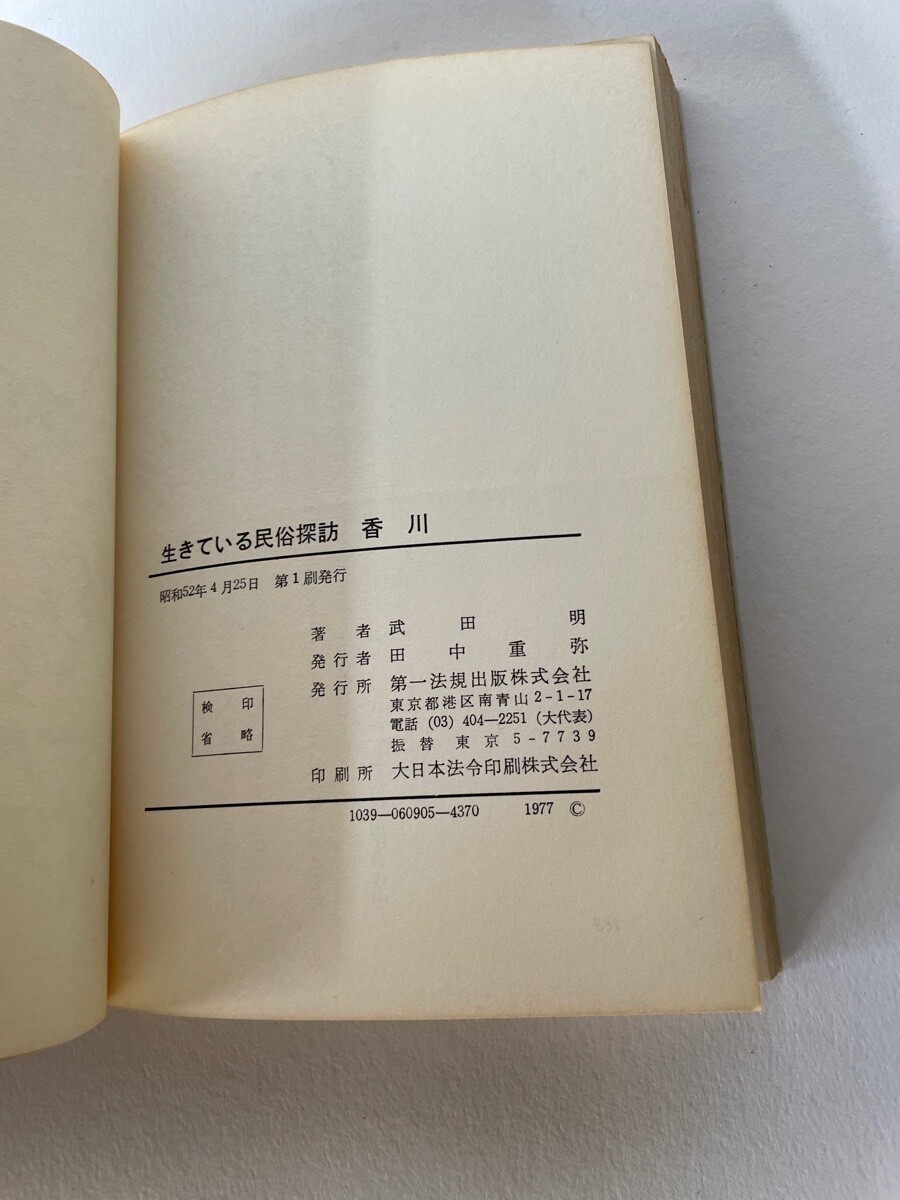 生きている民俗探訪 香川
昭和52年4月25日 第1刷発行
著者 武田明
発行者 田中重弥
発行所 第一法規出版株式会社
東京都港区南青山2-1-17
電話 (03) 404—2251 (大代表)
振替 東京 5-7739
印刷所 大日本法令印刷株式会社
検印
省略
1039—060905—4370 1977 ©